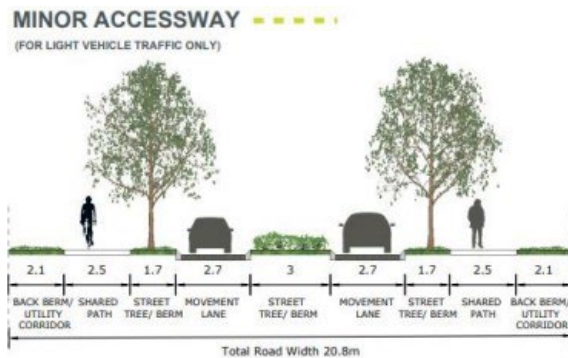 MINOR ACCESSWAY
(FOR LIGHT VEHICLE TRAFFIC ONLY)
2.1 2.5 1.7 2.7 3 2.7 1.7 2.5 2.1
BACK BERM/ SHARED STREET MOVEMENT STREET MOVEMENT STREET SHARED BACK BERM/
UTILITY PATH TREE/ BERM LANE TREE/ BERM LANE TREE/ BERM PATH UTILITY
CORRIDOR CORRIDOR
Total Road Width 20.8m